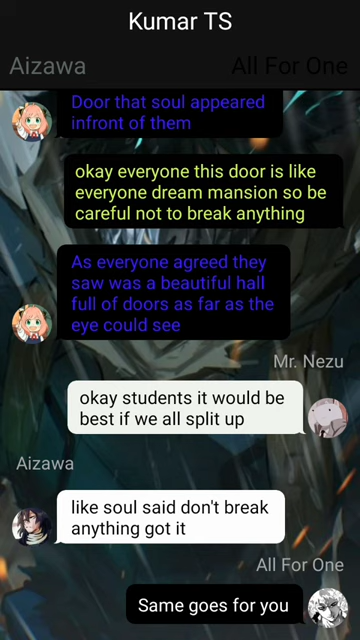 Kumar TS
Aizawa
All For One
Door that soul appeared
infront of them
okay everyone this door is like
everyone dream mansion so be
careful not to break anything
As everyone agreed they
saw was a beautiful hall
full of doors as far as the
eye could see
Mr. Nezu
okay students it would be
best if we all split up
Aizawa
like soul said don't break
anything got it
All For One
Same goes for you